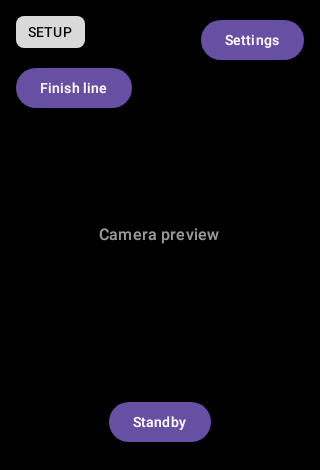 SETUP
Settings
Finish line
Camera preview
Standby